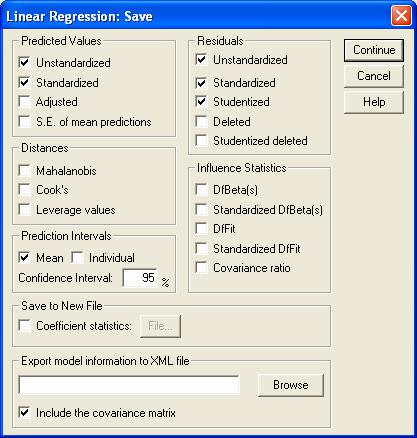 Linear Regression: Save
Predicted Values
Unstandardized
Standardized
Adjusted
S.E. of mean predictions
Residuals
Unstandardized
Standardized
Studentized
Deleted
Studentized deleted
Continue
Cancel
Help
Distances
Mahalanobis
Cook's
Leverage values
Influence Statistics
DfBeta(s)
Standardized DfBeta(s)
DfFit
Standardized DfFit
Covariance ratio
Prediction Intervals
Mean Individual
Confidence Interval: 95 %
Save to New File
Coefficient statistics: File...
Export model information to XML file
Browse
Include the covariance matrix